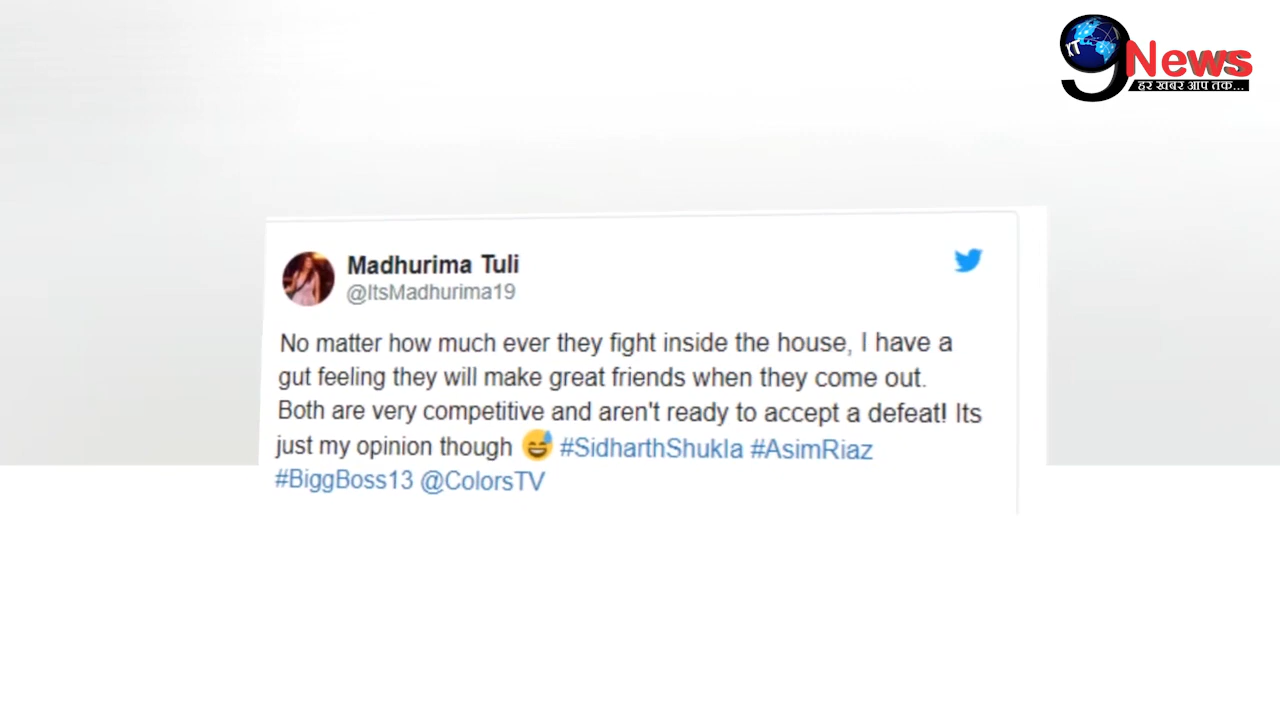 9 News
हर खबर आप तक...
Madhurima Tuli
@ItsMadhurima19
No matter how much ever they fight inside the house, I have a
gut feeling they will make great friends when they come out.
Both are very competitive and aren't ready to accept a defeat! Its
just my opinion though 😅 #SidharthShukla #AsimRiaz
#BiggBoss13 @ColorsTV